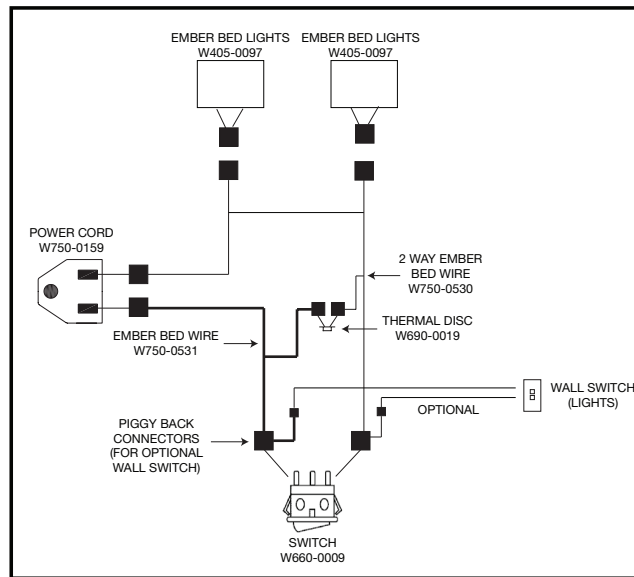 EMBER BED LIGHTS
W405-0097
EMBER BED LIGHTS
W405-0097
POWER CORD
W750-0159
2 WAY EMBER
BED WIRE
W750-0530
THERMAL DISC
W690-0019
EMBER BED WIRE
W750-0531
WALL SWITCH
(LIGHTS)
OPTIONAL
PIGGY BACK
CONNECTORS
(FOR OPTIONAL
WALL SWITCH)
SWITCH
W660-0009